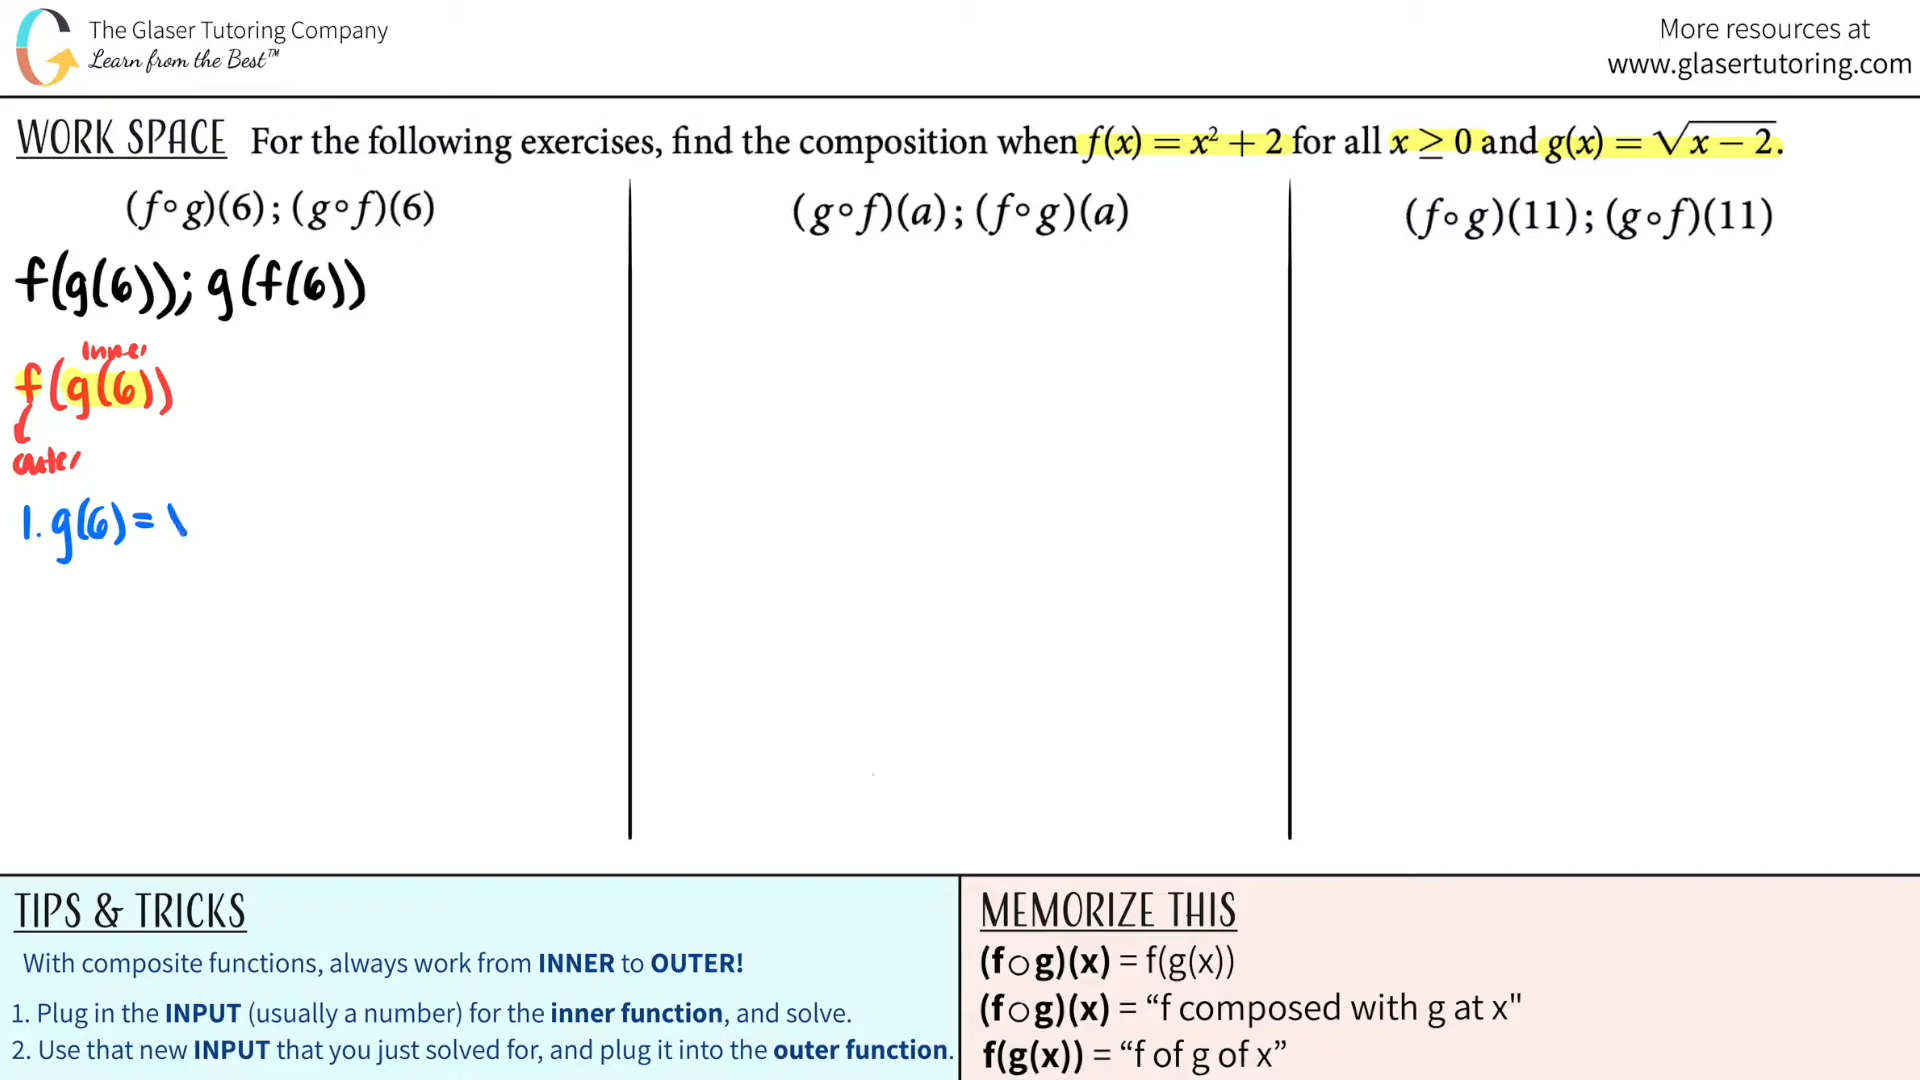 The Glaser Tutoring Company
Learn from the Best™
More resources at
www.glasertutoring.com
WORK SPACE For the following exercises, find the composition when f(x) = x² + 2 for all x ≥ 0 and g(x) = √(x − 2).
(f∘g)(6); (g∘f)(6)
(g∘f)(a); (f∘g)(a)
(f∘g)(11); (g∘f)(11)
f(g(6)); g(f(6))
inner
f(g(6))
outer
1. g(6) = \
TIPS & TRICKS
With composite functions, always work from INNER to OUTER!
1. Plug in the INPUT (usually a number) for the inner function, and solve.
2. Use that new INPUT that you just solved for, and plug it into the outer function.
MEMORIZE THIS
(f○g)(x) = f(g(x))
(f○g)(x) = “f composed with g at x"
f(g(x)) = “f of g of x”